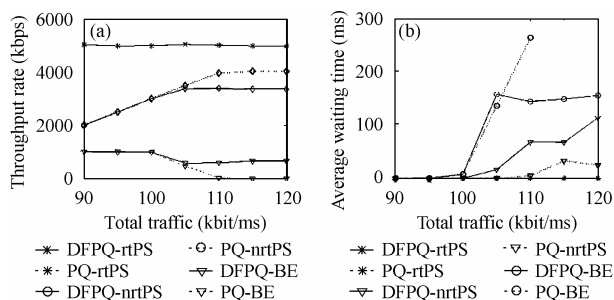 (a)
Throughput rate (kbps)
6000
4000
2000
0
90
100
110
120
Total traffic (kbit/ms)
DFPQ-rtPS
PQ-rtPS
DFPQ-nrtPS
PQ-nrtPS
DFPQ-BE
PQ-BE
(b)
Average waiting time (ms)
300
200
100
0
90
100
110
120
Total traffic (kbit/ms)
DFPQ-rtPS
PQ-rtPS
DFPQ-nrtPS
PQ-nrtPS
DFPQ-BE
PQ-BE